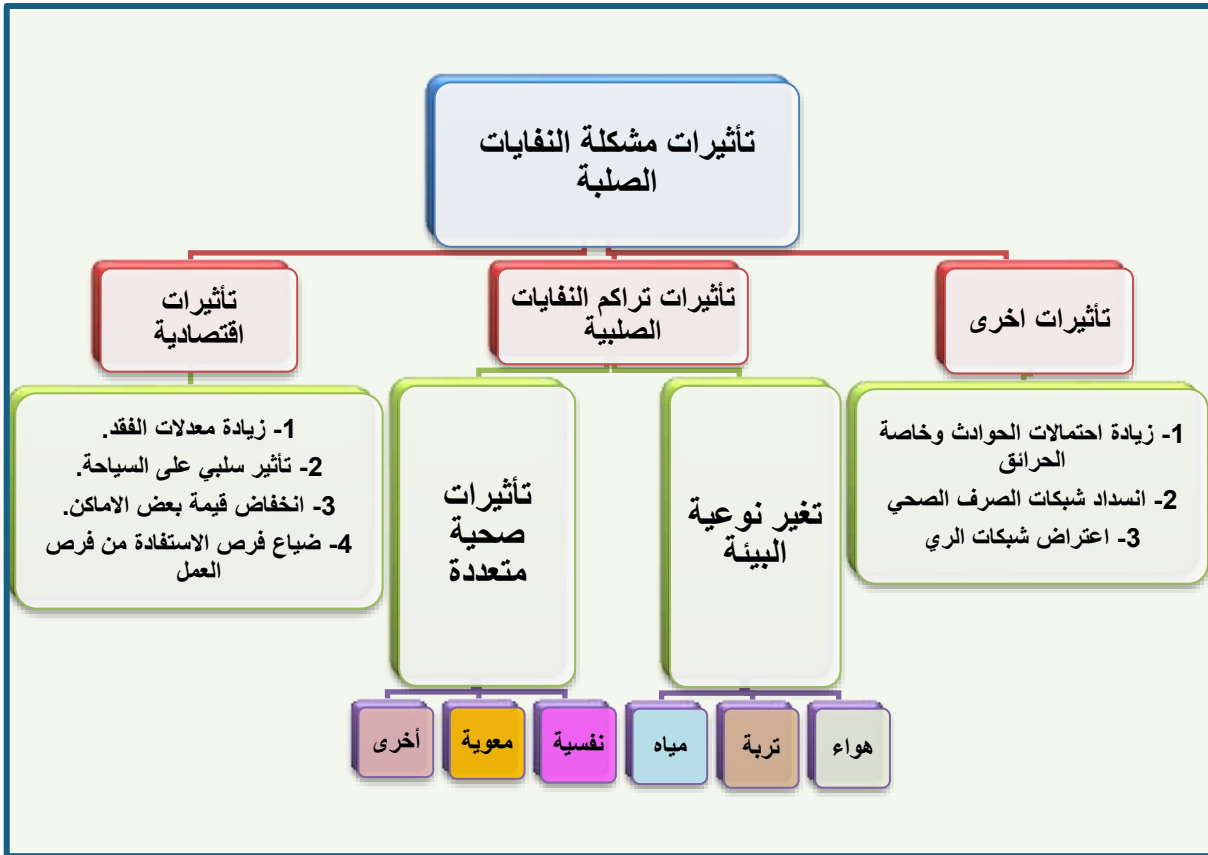 تأثيرات مشكلة النفايات
الصلبة
تأثيرات اخرى
تأثيرات تراكم النفايات
الصلبية
تأثيرات
اقتصادية
1- زيادة احتمالات الحوادث وخاصة
الحرائق
2- انسداد شبكات الصرف الصحي
3- اعتراض شبكات الري
تغير نوعية
البيئة
تأثيرات
صحية
متعددة
1- زيادة معدلات الفقد.
2- تأثير سلبي على السياحة.
3- انخفاض قيمة بعض الاماكن.
4- ضياع فرص الاستفادة من فرص
العمل
هواء
تربة
مياه
نفسية
معوية
أخرى